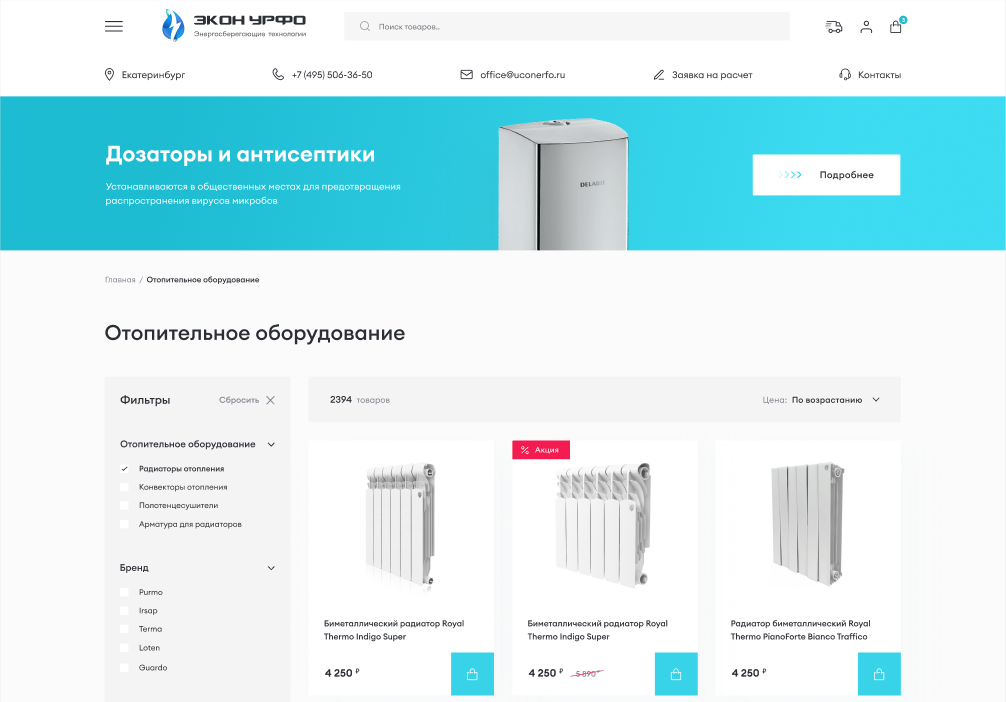 ЭКОН УРФО
Энергосберегающие технологии
Поиск товаров..
3
Екатеринбург
+7 (495) 506-36-50
office@uconerfo.ru
Заявка на расчет
Контакты
Дозаторы и антисептики
Устанавливаются в общественных местах для предотвращения
распространения вирусов микробов
DELABIE
Подробнее
Главная / Отопительное оборудование
Отопительное оборудование
Фильтры
Сбросить
2394 товаров
Цена: По возрастанию
Отопительное оборудование
Радиаторы отопления
Конвекторы отопления
Полотенцесушители
Арматура для радиаторов
Бренд
Purmo
Irsap
Terma
Loten
Guardo
Биметаллический радиатор Royal
Thermo Indigo Super
4 250 ₽
% Акция
Биметаллический радиатор Royal
Thermo Indigo Super
4 250 ₽ 5 890 ₽
Радиатор биметаллический Royal
Thermo PianoForte Bianco Traffico
4 250 ₽